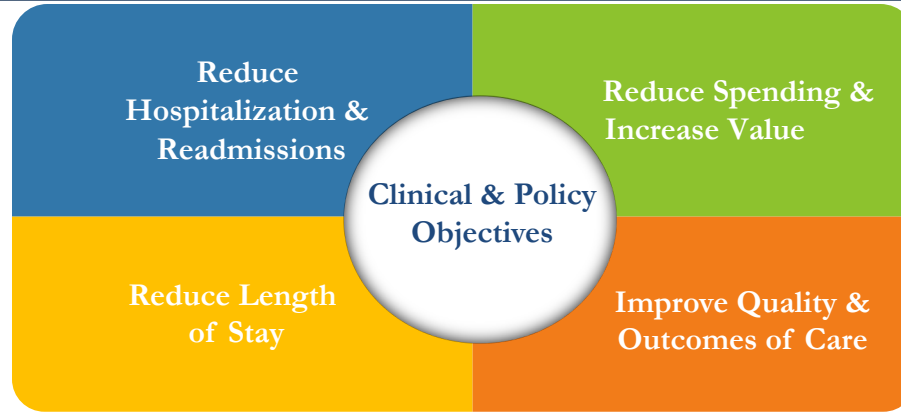 Reduce
Hospitalization &
Readmissions
Reduce Spending &
Increase Value
Clinical & Policy
Objectives
Reduce Length
of Stay
Improve Quality &
Outcomes of Care